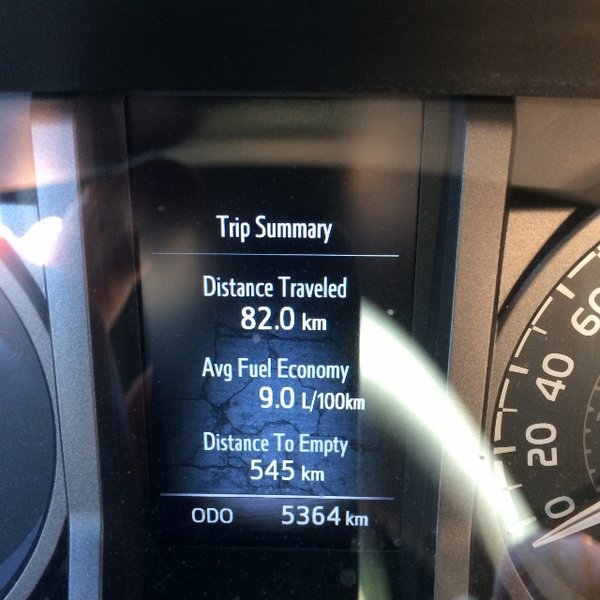 Trip Summary
Distance Traveled
82.0 km
Avg Fuel Economy
9.0 L/100km
Distance To Empty
545 km
ODO 5364 km
60
40
20
0